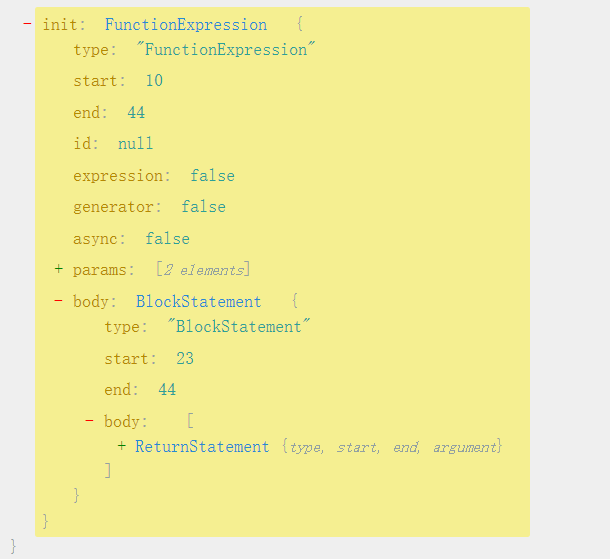 - init: FunctionExpression {
type: "FunctionExpression"
start: 10
end: 44
id: null
expression: false
generator: false
async: false
+ params: [2 elements]
- body: BlockStatement {
type: "BlockStatement"
start: 23
end: 44
- body: [
+ ReturnStatement {type, start, end, argument}
]
}
}
}